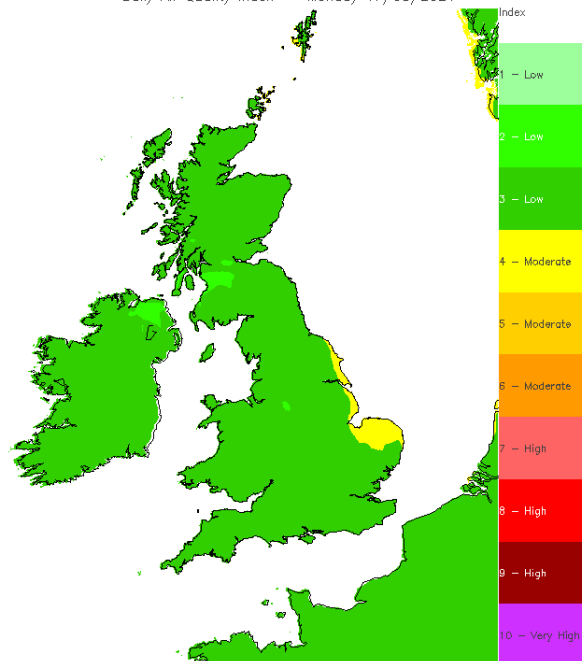 Index
1 - Low
2 - Low
3 - Low
4 - Moderate
5 - Moderate
6 - Moderate
7 - High
8 - High
9 - High
10 - Very High